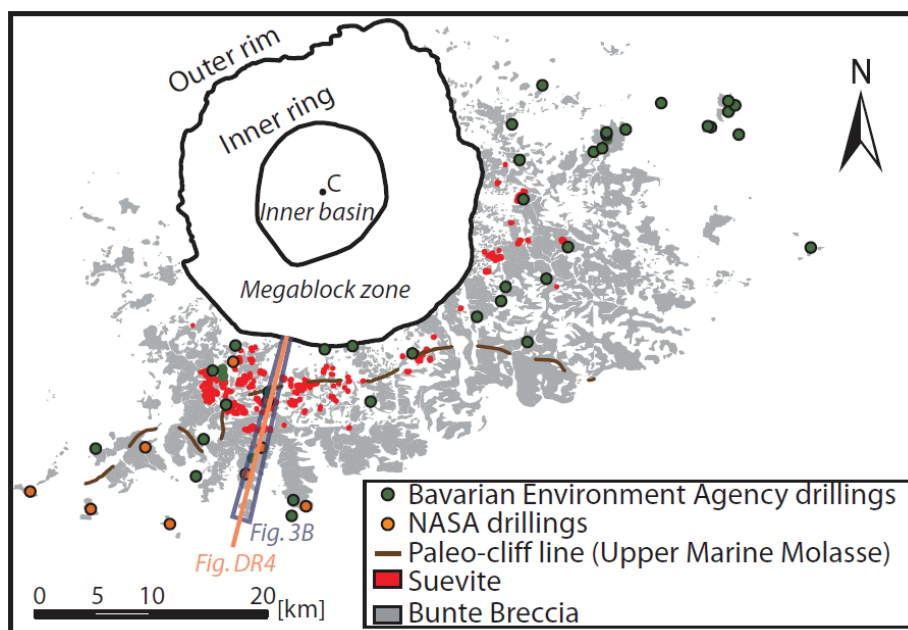 Outer rim
Inner ring
N
C
Inner basin
Megablock zone
Fig. 3B
Fig. DR4
0 5 10 20 [km]
Bavarian Environment Agency drillings
NASA drillings
Paleo-cliff line (Upper Marine Molasse)
Suevite
Bunte Breccia